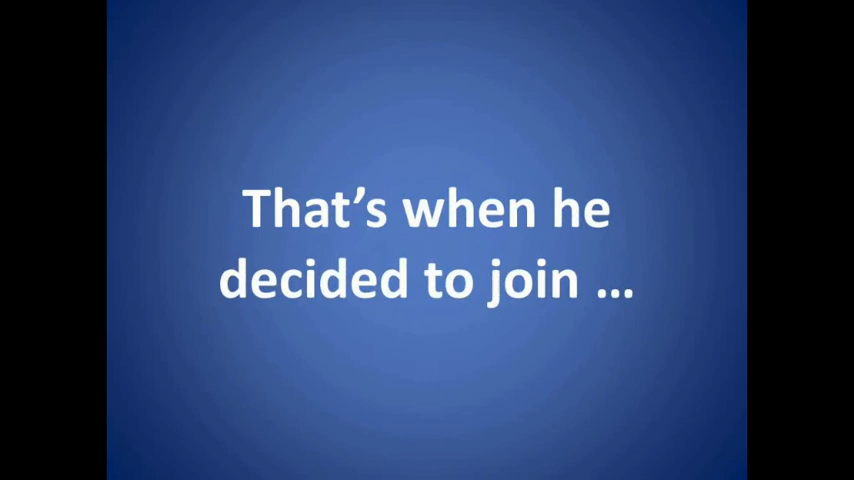 That’s when he
decided to join ...